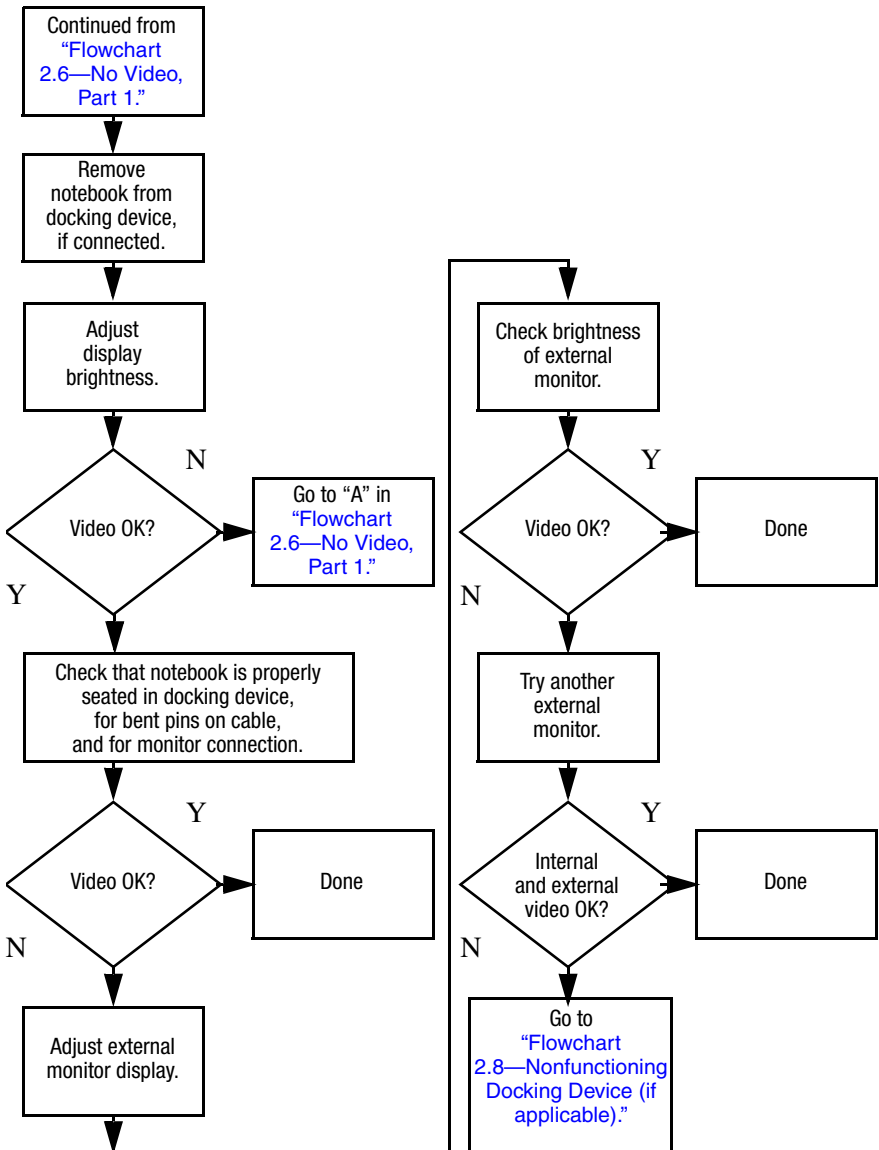 Continued from
“Flowchart
2.6—No Video,
Part 1.”
Remove
notebook from
docking device,
if connected.
Adjust
display
brightness.
N
Video OK?
Go to “A” in
“Flowchart
2.6—No Video,
Part 1.”
Y
Check that notebook is properly
seated in docking device,
for bent pins on cable,
and for monitor connection.
Y
Video OK?
Done
N
Adjust external
monitor display.
Check brightness
of external
monitor.
Y
Video OK?
Done
N
Try another
external
monitor.
Y
Internal
and external
video OK?
Done
N
Go to
“Flowchart
2.8—Nonfunctioning
Docking Device (if
applicable).”